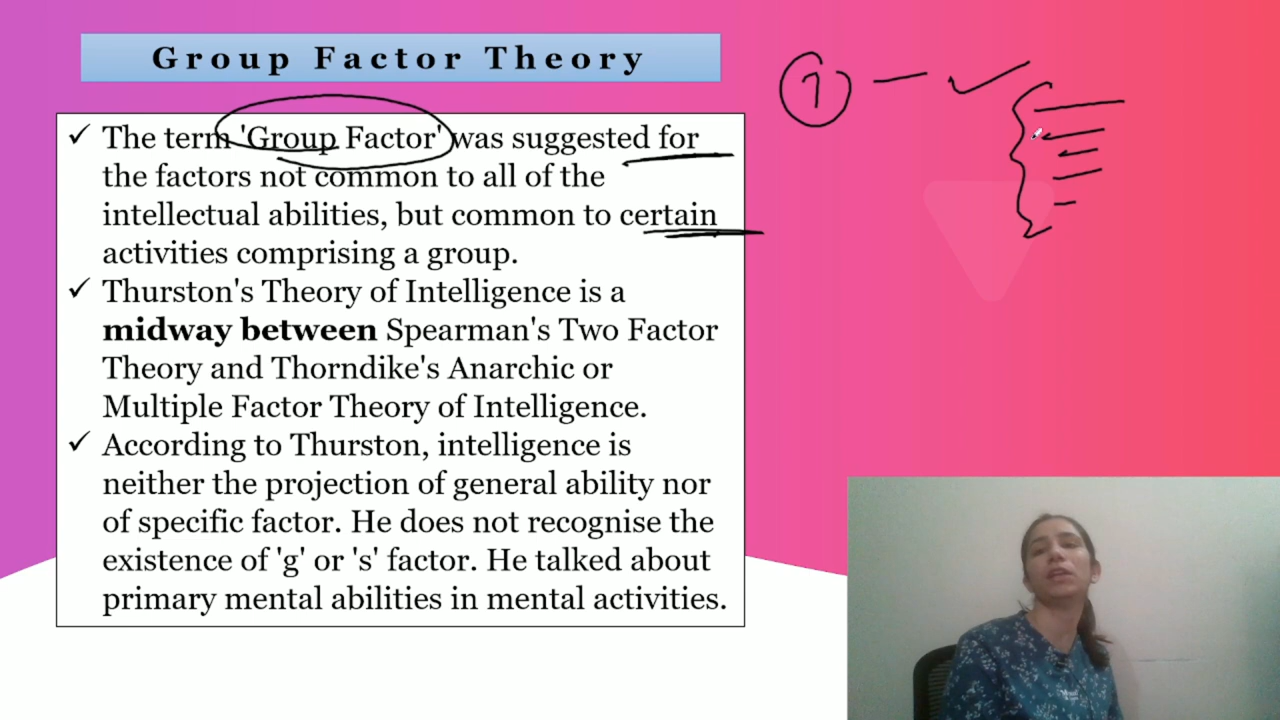 Group Factor Theory
✓ The term 'Group Factor' was suggested for
the factors not common to all of the
intellectual abilities, but common to certain
activities comprising a group.
✓ Thurston's Theory of Intelligence is a
midway between Spearman's Two Factor
Theory and Thorndike's Anarchic or
Multiple Factor Theory of Intelligence.
✓ According to Thurston, intelligence is
neither the projection of general ability nor
of specific factor. He does not recognise the
existence of 'g' or 's' factor. He talked about
primary mental abilities in mental activities.